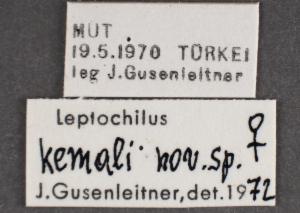 MUT
19.5.1970 TÜRKEI
leg J.Gusenleitner
Leptochilus
kemali nov.sp. ♀
J.Gusenleitner,det.1972